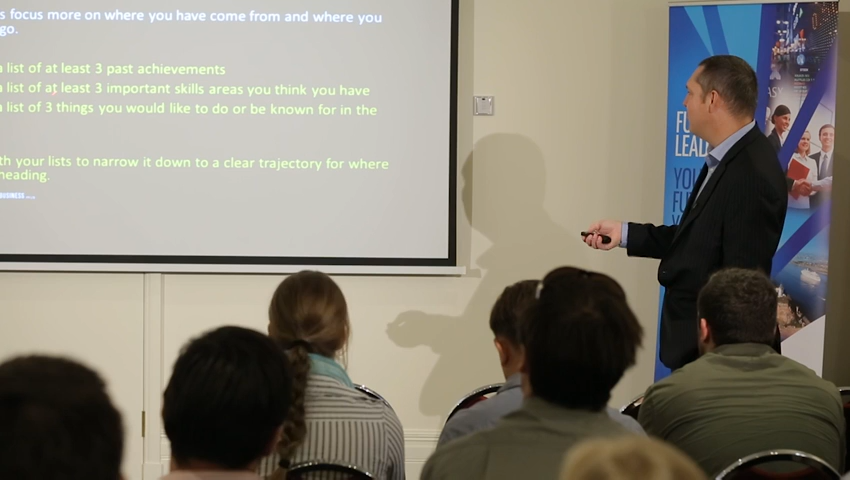 s focus more on where you have come from and where you
go.
list of at least 3 past achievements
list of at least 3 important skills areas you think you have
list of 3 things you would like to do or be known for in the
th your lists to narrow it down to a clear trajectory for where
heading.
BUSINESS
FU
LEAD
YOU
FU
Y